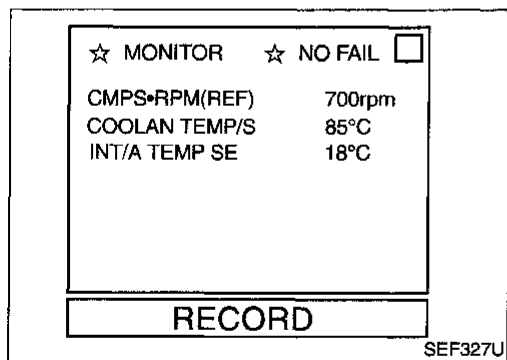 ☆ MONITOR ☆ NO FAIL
CMPS•RPM(REF) 700rpm
COOLAN TEMP/S 85°C
INT/A TEMP SE 18°C
RECORD
SEF327U